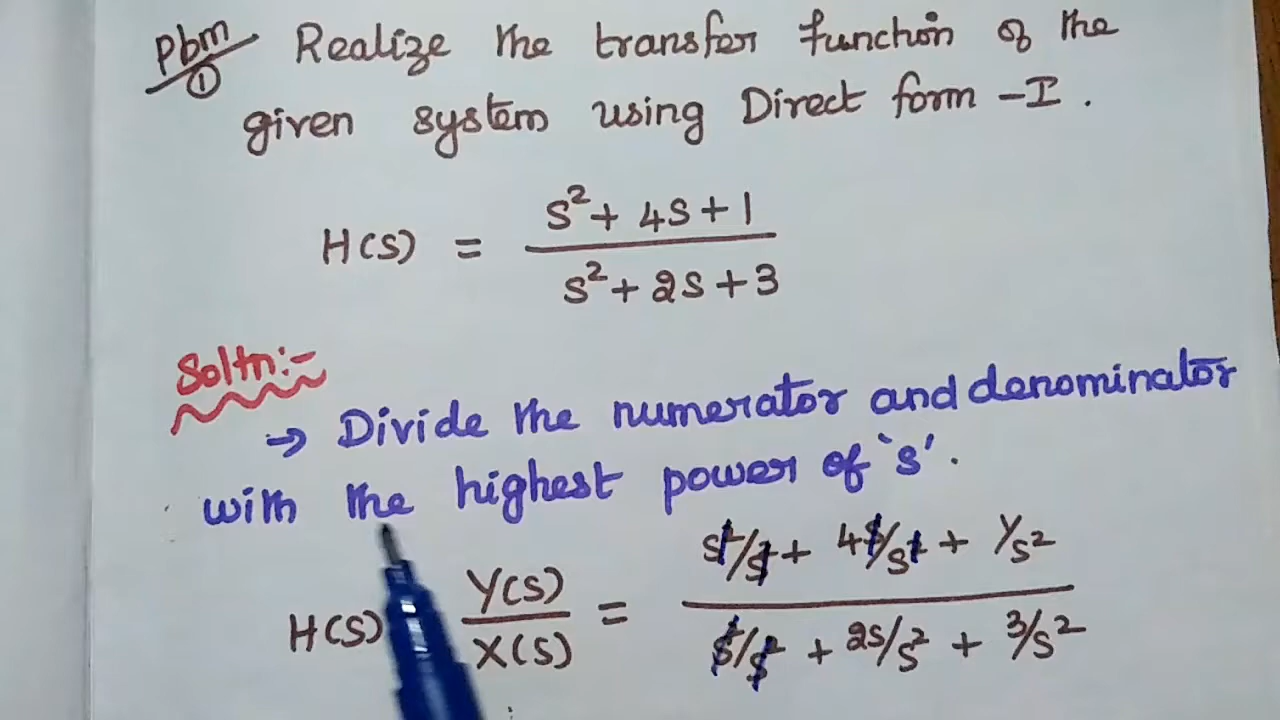 Pbm ① Realize the transfer function of the
given system using Direct form -I.
H(S) = S²+4S+1 / S²+2S+3
Soltn:-
→ Divide the numerator and denominator
with the highest power of 's'.
H(S) Y(S)/X(S) = S²/S² + 4S/S² + 1/S² / S²/S² + 2S/S² + 3/S²